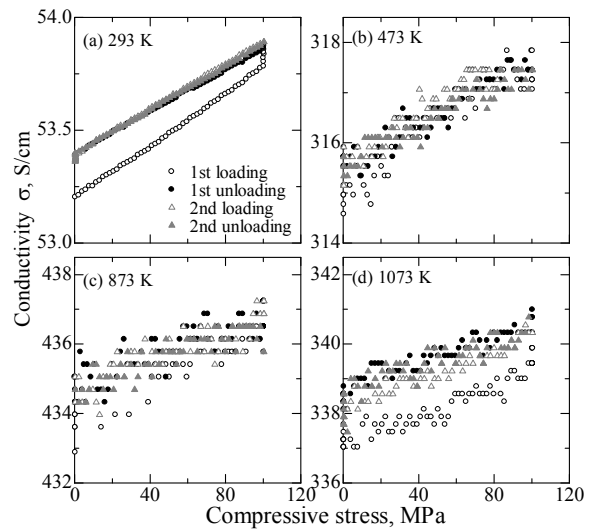 54.0
(a) 293 K
53.5
53.0
1st loading
1st unloading
2nd loading
2nd unloading
318
(b) 473 K
316
314
438
(c) 873 K
436
434
432
0 40 80 120
342
(d) 1073 K
340
338
336
0 40 80 120
Conductivity σ, S/cm
Compressive stress, MPa